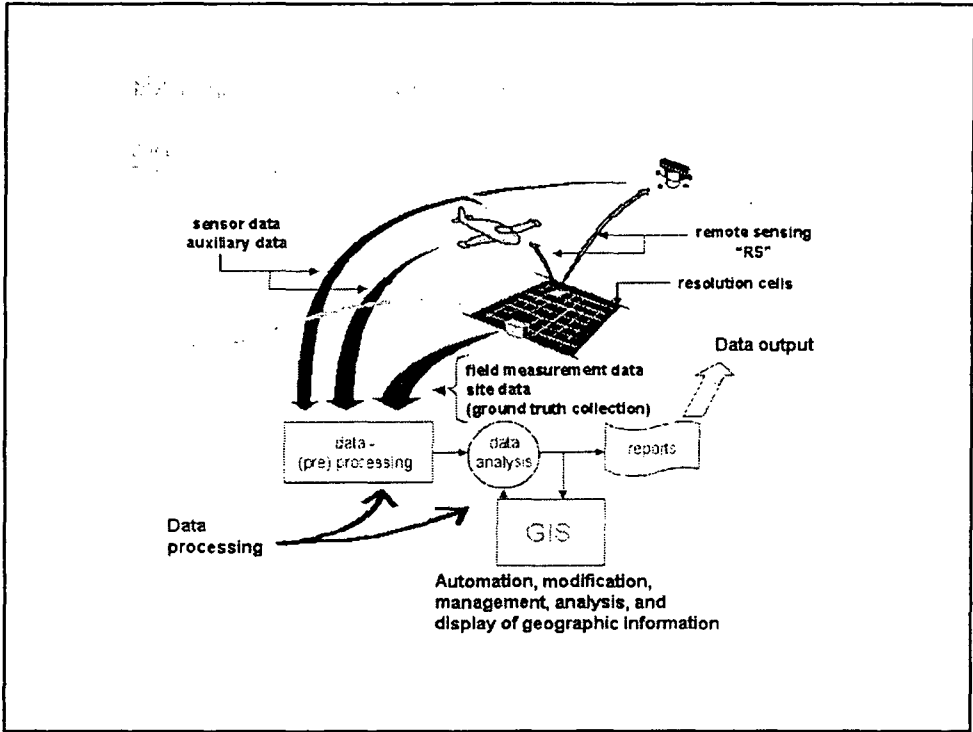 sensor data
auxiliary data
remote sensing
"RS"
resolution cells
Data output
field measurement data
site data
(ground truth collection)
data -
(pre) processing
data
analysis
reports
GIS
Data
processing
Automation, modification,
management, analysis, and
display of geographic information